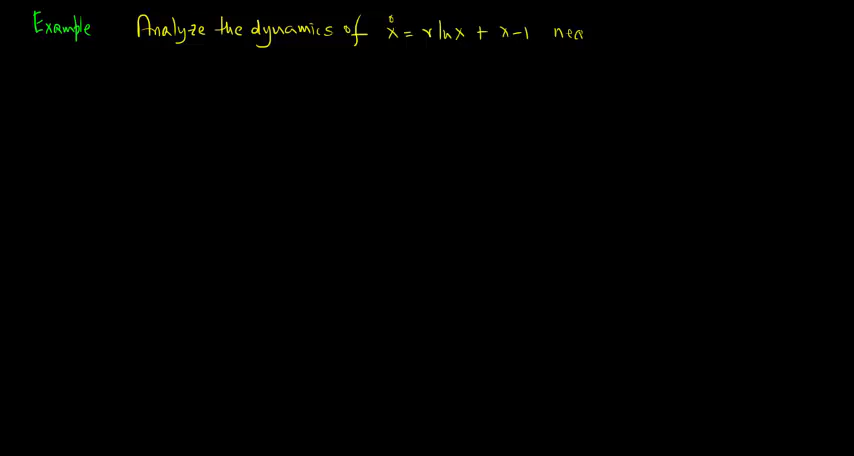 Example Analyze the dynamics of ẋ = r ln x + x - 1 nea